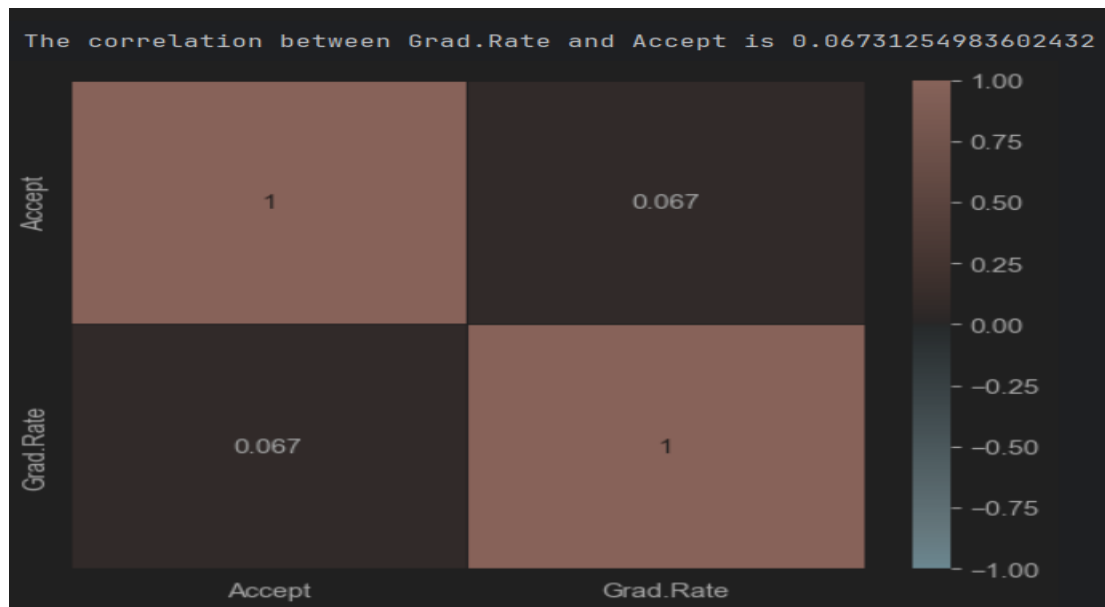 The correlation between Grad.Rate and Accept is 0.06731254983602432
1.00
0.75
0.50
0.25
0.00
−0.25
−0.50
−0.75
−1.00
Accept
1
0.067
Grad.Rate
0.067
1
Accept
Grad.Rate